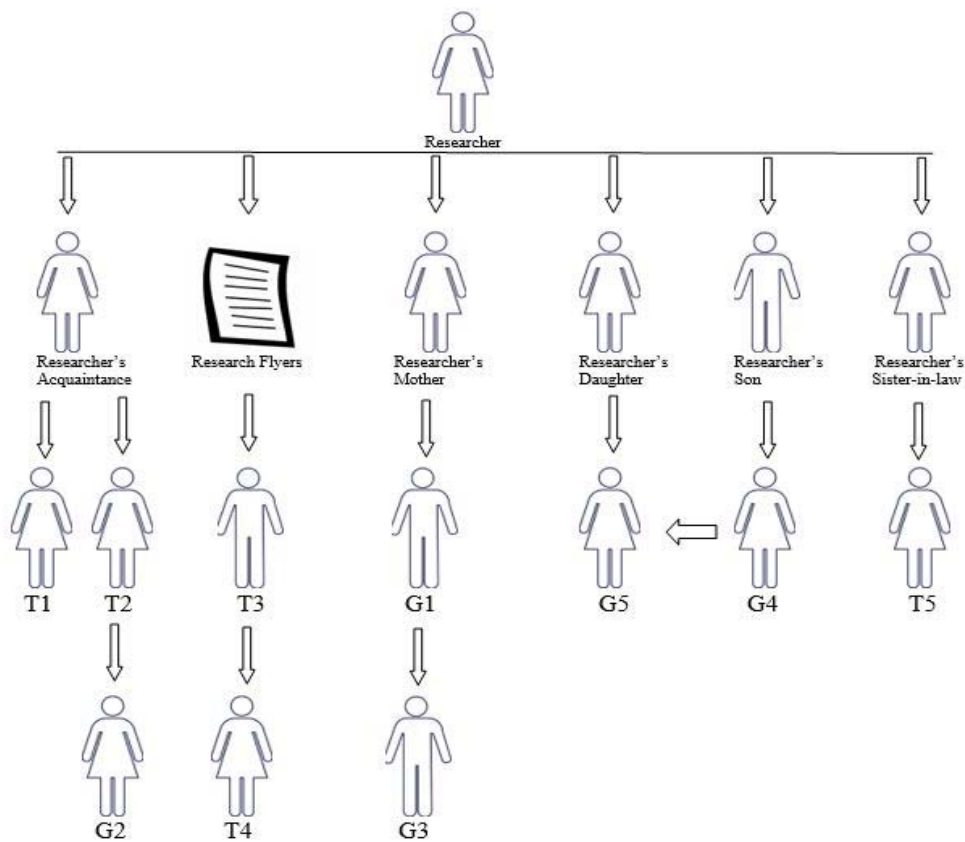 Researcher
Researcher's
Acquaintance
Research Flyers
Researcher's
Mother
Researcher's
Daughter
Researcher's
Son
Researcher's
Sister-in-law
T1
T2
T3
G1
G5
G4
T5
G2
T4
G3